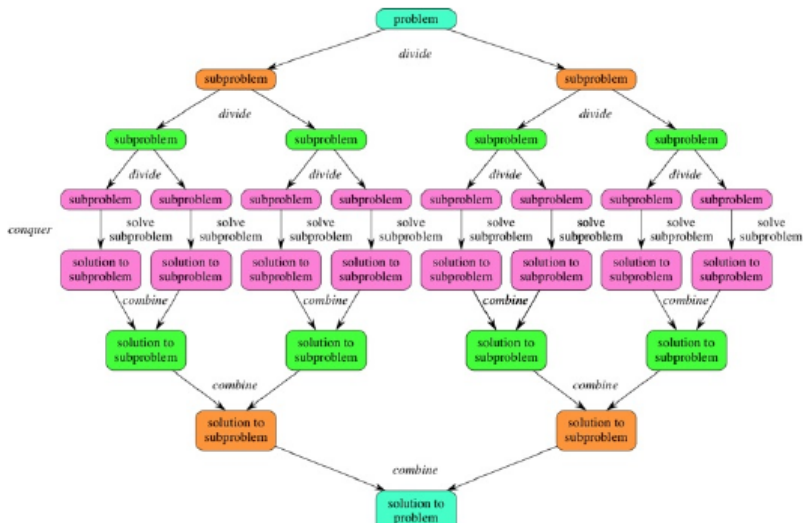 problem
divide
subproblem subproblem
divide divide
subproblem subproblem subproblem subproblem
divide divide divide divide
subproblem subproblem subproblem subproblem subproblem subproblem subproblem subproblem
conquer
solve solve solve solve solve solve solve solve
subproblem subproblem subproblem subproblem subproblem subproblem subproblem subproblem
solution to solution to solution to solution to solution to solution to solution to solution to
subproblem subproblem subproblem subproblem subproblem subproblem subproblem subproblem
combine combine combine combine
solution to solution to solution to solution to
subproblem subproblem subproblem subproblem
combine combine
solution to solution to
subproblem subproblem
combine
solution to
problem